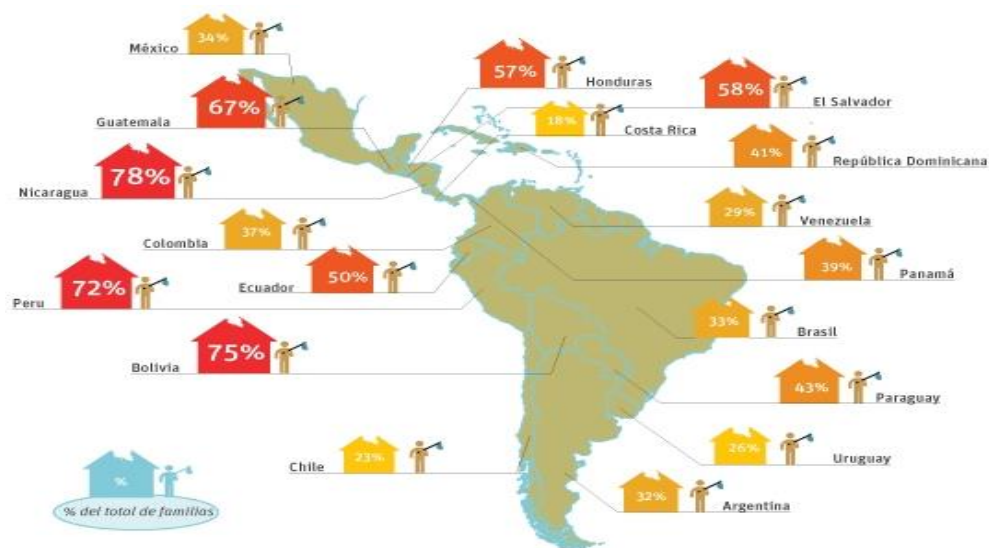 34%
México
57%
Honduras
58%
El Salvador
67%
Guatemala
18%
Costa Rica
41%
República Dominicana
78%
Nicaragua
29%
Venezuela
37%
Colombia
39%
Panamá
50%
Ecuador
72%
Peru
33%
Brasil
75%
Bolivia
43%
Paraguay
26%
Uruguay
23%
Chile
32%
Argentina
%
% del total de familias